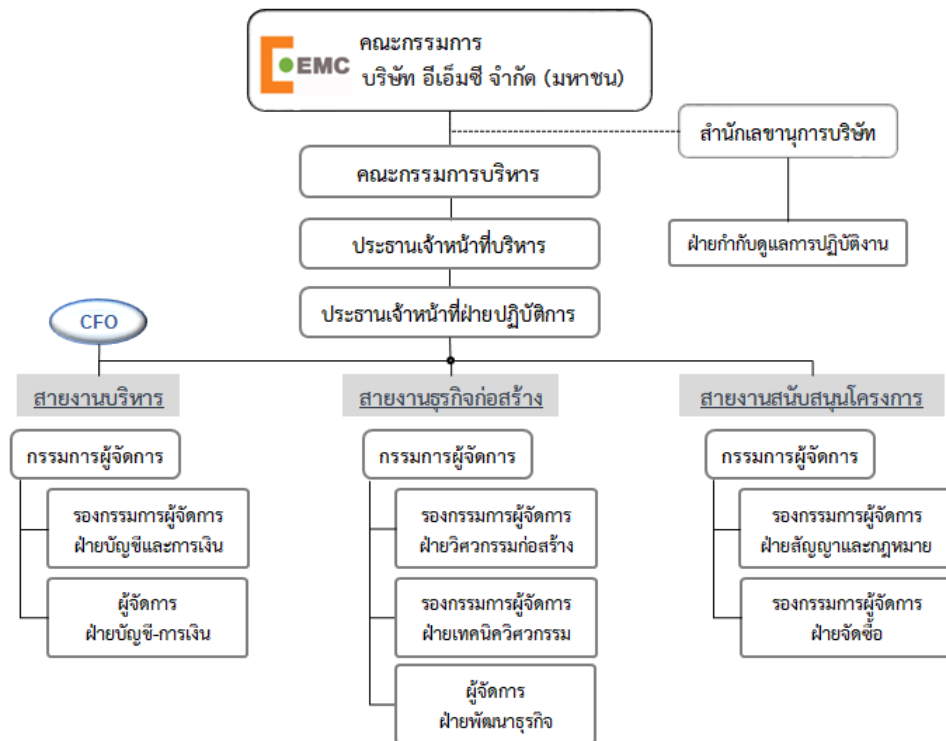 EMC
คณะกรรมการ
บริษัท อีเอ็มซี จำกัด (มหาชน)
สำนักเลขานุการบริษัท
คณะกรรมการบริหาร
ประธานเจ้าหน้าที่บริหาร
ฝ่ายกำกับดูแลการปฏิบัติงาน
ประธานเจ้าหน้าที่ฝ่ายปฏิบัติการ
CFO
สายงานบริหาร
กรรมการผู้จัดการ
รองกรรมการผู้จัดการ
ฝ่ายบัญชีและการเงิน
ผู้จัดการ
ฝ่ายบัญชี-การเงิน
สายงานธุรกิจก่อสร้าง
กรรมการผู้จัดการ
รองกรรมการผู้จัดการ
ฝ่ายวิศวกรรมก่อสร้าง
รองกรรมการผู้จัดการ
ฝ่ายเทคนิควิศวกรรม
ผู้จัดการ
ฝ่ายพัฒนาธุรกิจ
สายงานสนับสนุนโครงการ
กรรมการผู้จัดการ
รองกรรมการผู้จัดการ
ฝ่ายสัญญาและกฎหมาย
รองกรรมการผู้จัดการ
ฝ่ายจัดซื้อ